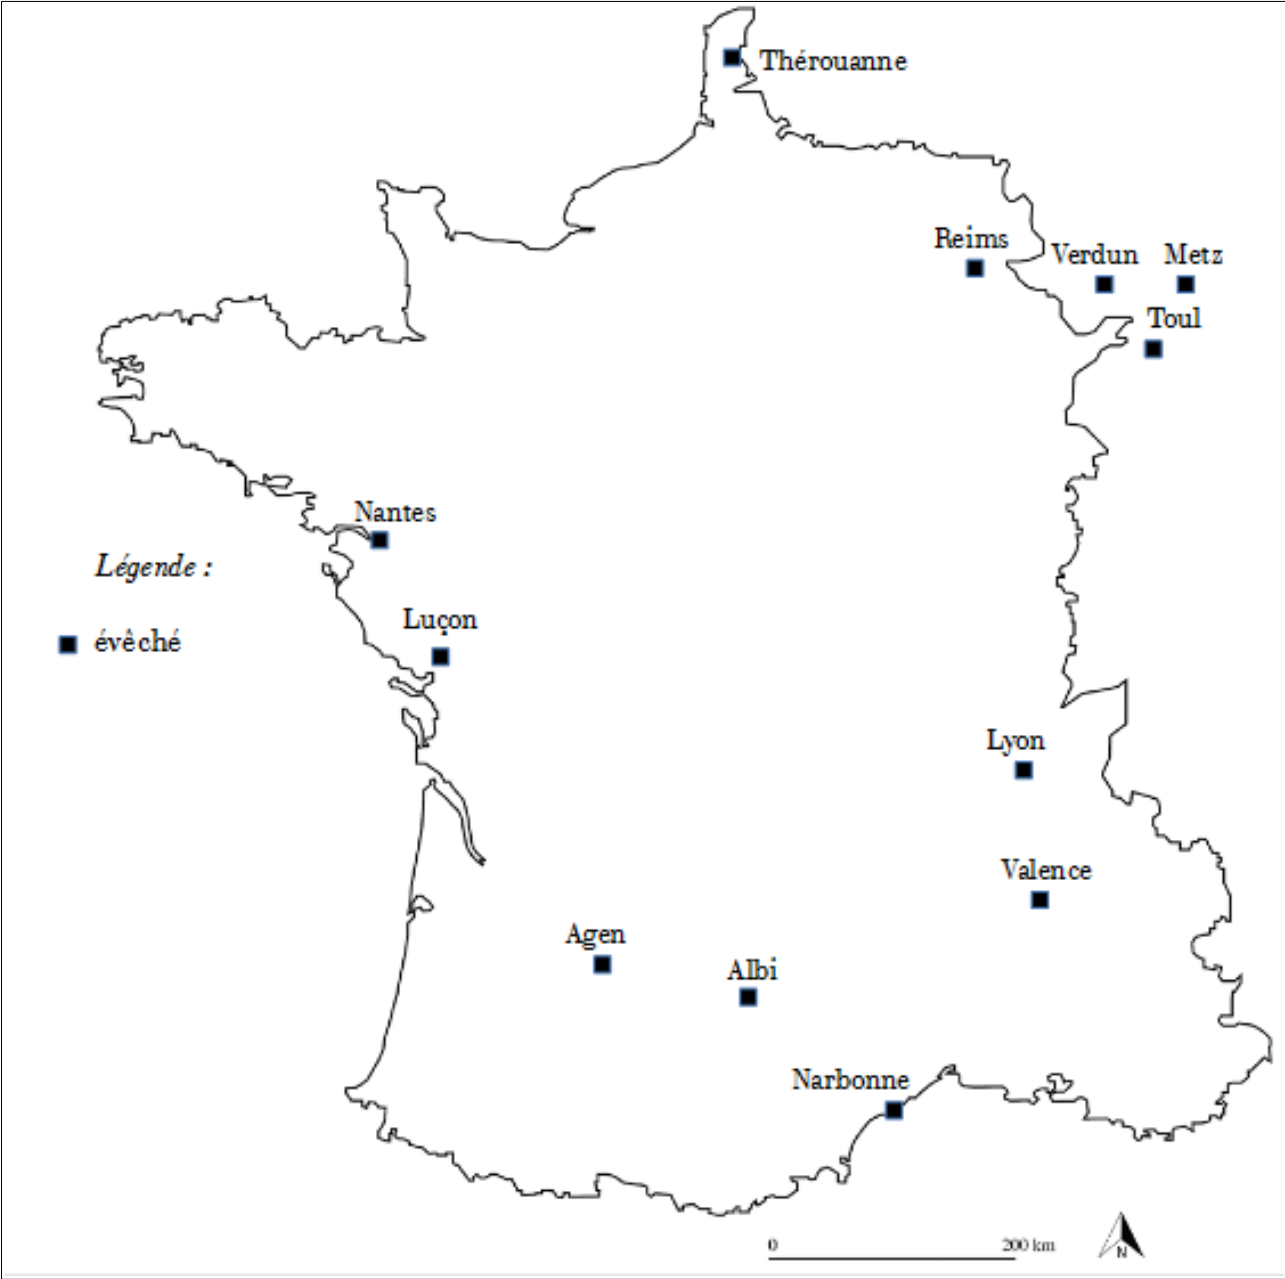 Thérouanne
Reims
Verdun
Metz
Toul
Nantes
Légende :
Luçon
évêché
Lyon
Valence
Agen
Albi
Narbonne
0
200 km
N